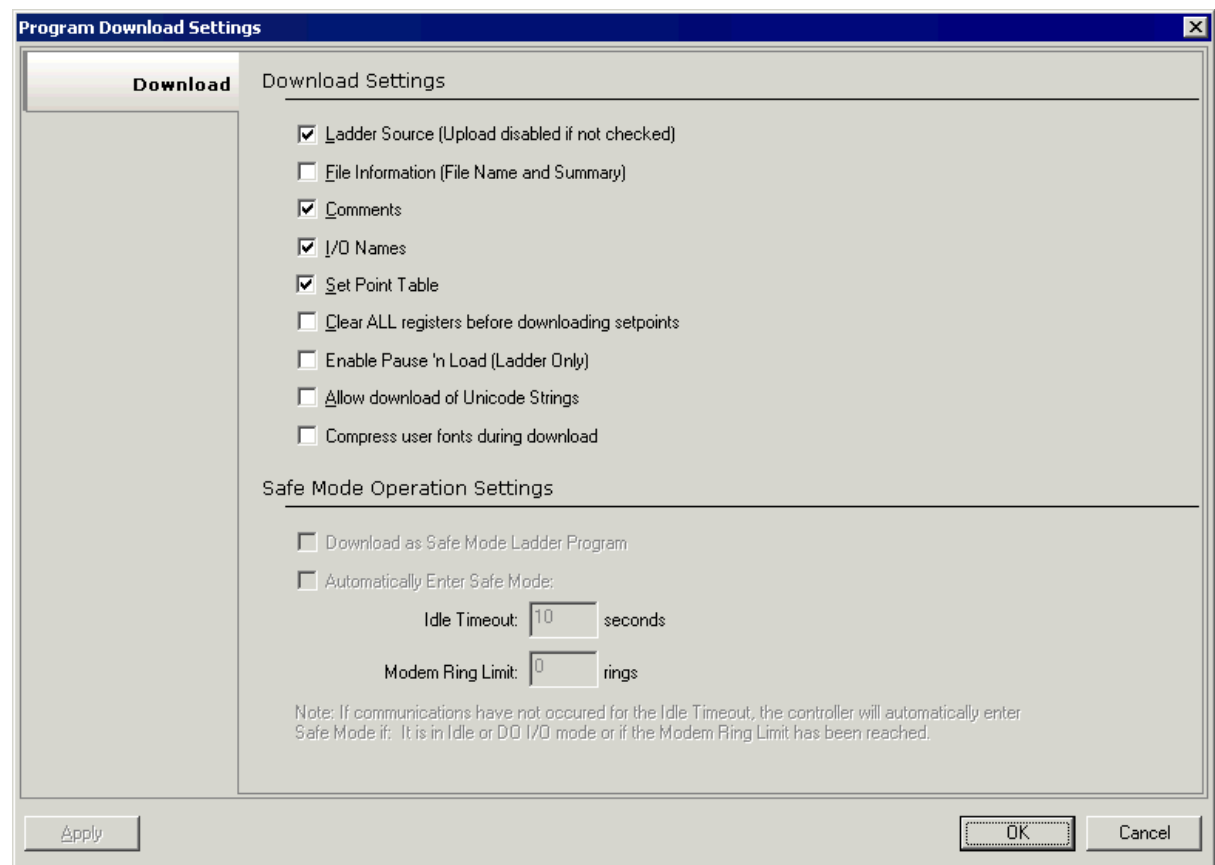 Program Download Settings
Download
Download Settings
Ladder Source (Upload disabled if not checked)
File Information (File Name and Summary)
Comments
I/O Names
Set Point Table
Clear ALL registers before downloading setpoints
Enable Pause 'n Load (Ladder Only)
Allow download of Unicode Strings
Compress user fonts during download
Safe Mode Operation Settings
Download as Safe Mode Ladder Program
Automatically Enter Safe Mode:
Idle Timeout: 10 seconds
Modem Ring Limit: 0 rings
Note: If communications have not occured for the Idle Timeout, the controller will automatically enter
Safe Mode if: It is in Idle or DO I/O mode or if the Modem Ring Limit has been reached.
Apply OK Cancel